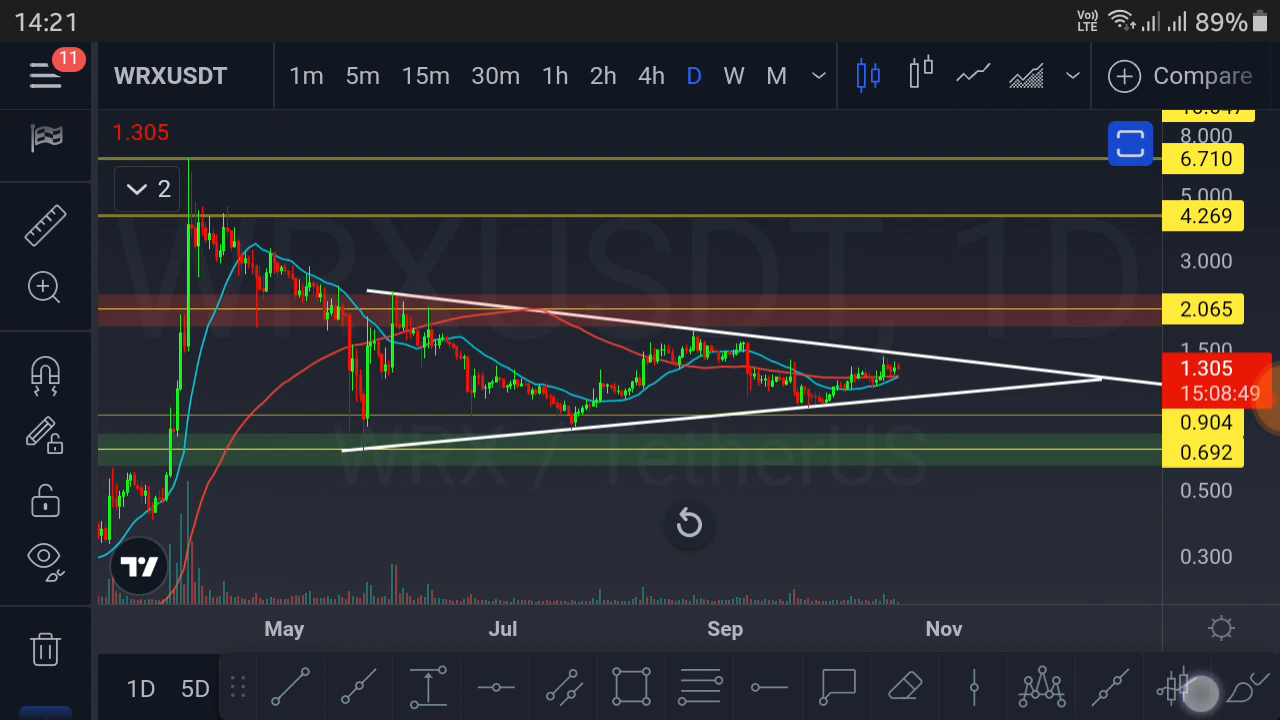 14:21
Vo)) LTE 89%
11
WRXUSDT 1m 5m 15m 30m 1h 2h 4h D W M Compare
1.305
2
8.000
6.710
5.000
4.269
3.000
2.065
1.500
1.305
15:08:49
0.904
0.692
0.500
0.300
WRXUSDT, 1D
WRX / TetherUS
May Jul Sep Nov
1D 5D